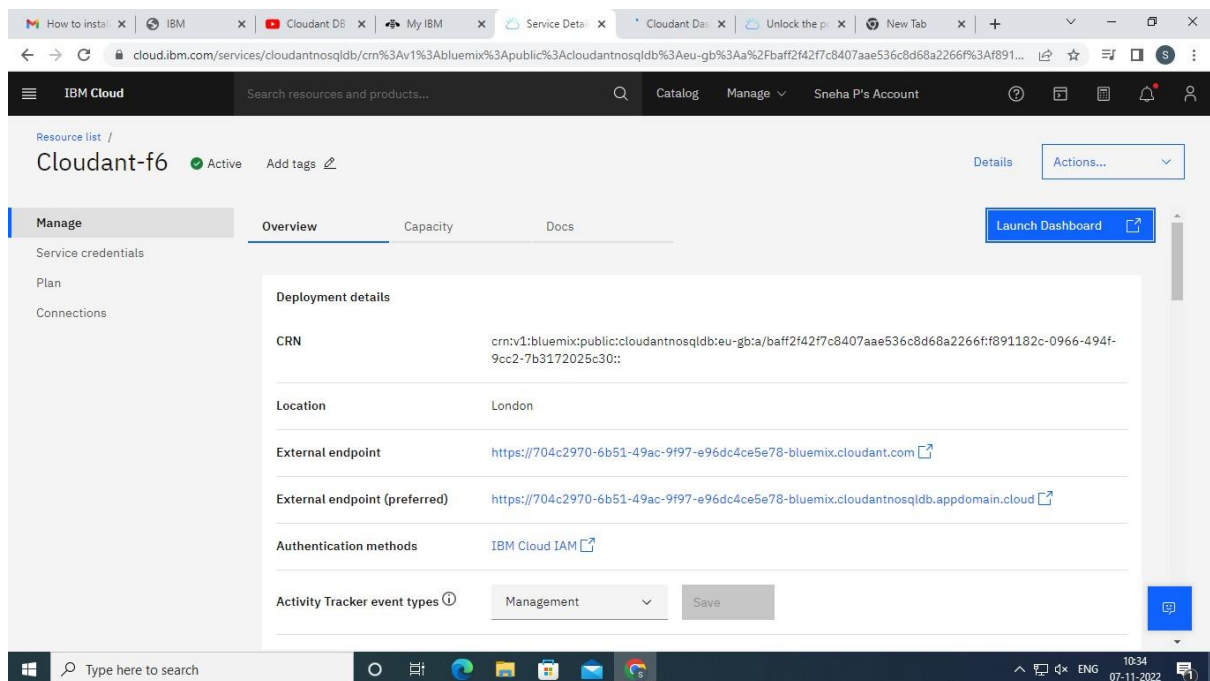 How to instal
IBM
Cloudant DB
My IBM
Service Detai
Cloudant Das
Unlock the po
New Tab
cloud.ibm.com/services/cloudantnosqldb/crn%3Av1%3Abluemix%3Apublic%3Acloudantnosqldb%3Aeu-gb%3Aa%2Fbaff2f42f7c8407aae536c8d68a2266f%3Af891...
S
IBM Cloud
Search resources and products...
Catalog
Manage
Sneha P's Account
Resource list /
Cloudant-f6
Active
Add tags
Details
Actions...
Manage
Service credentials
Plan
Connections
Overview
Capacity
Docs
Launch Dashboard
Deployment details
CRN
crn:v1:bluemix:public:cloudantnosqldb:eu-gb:a/baff2f42f7c8407aae536c8d68a2266f:f891182c-0966-494f-
9cc2-7b3172025c30::
Location
London
External endpoint
https://704c2970-6b51-49ac-9f97-e96dc4ce5e78-bluemix.cloudant.com
External endpoint (preferred)
https://704c2970-6b51-49ac-9f97-e96dc4ce5e78-bluemix.cloudantnosqldb.appdomain.cloud
Authentication methods
IBM Cloud IAM
Activity Tracker event types
Management
Save
Type here to search
ENG
10:34
07-11-2022
1